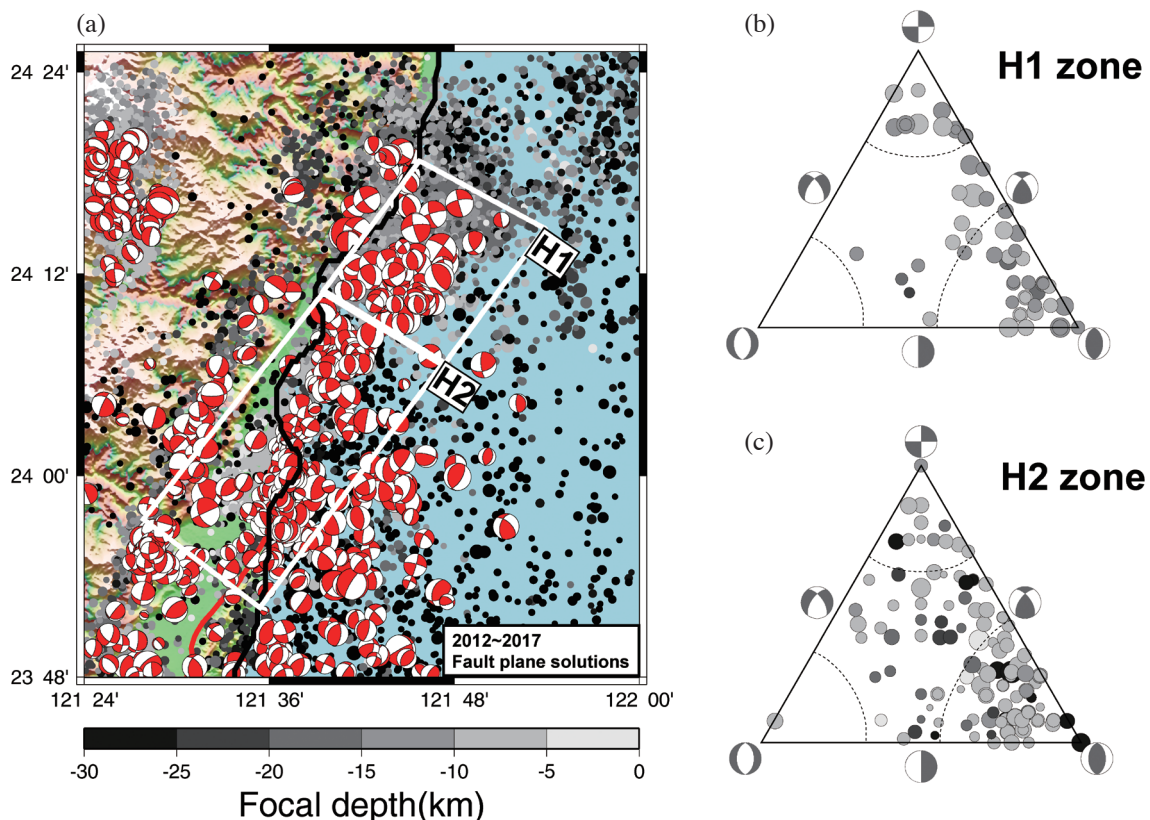 (a)
24 24'
24 12'
24 00'
23 48'
121 24'
121 36'
121 48'
122 00'
H1
H2
2012~2017
Fault plane solutions
-30
-25
-20
-15
-10
-5
0
Focal depth(km)
(b)
H1 zone
(c)
H2 zone